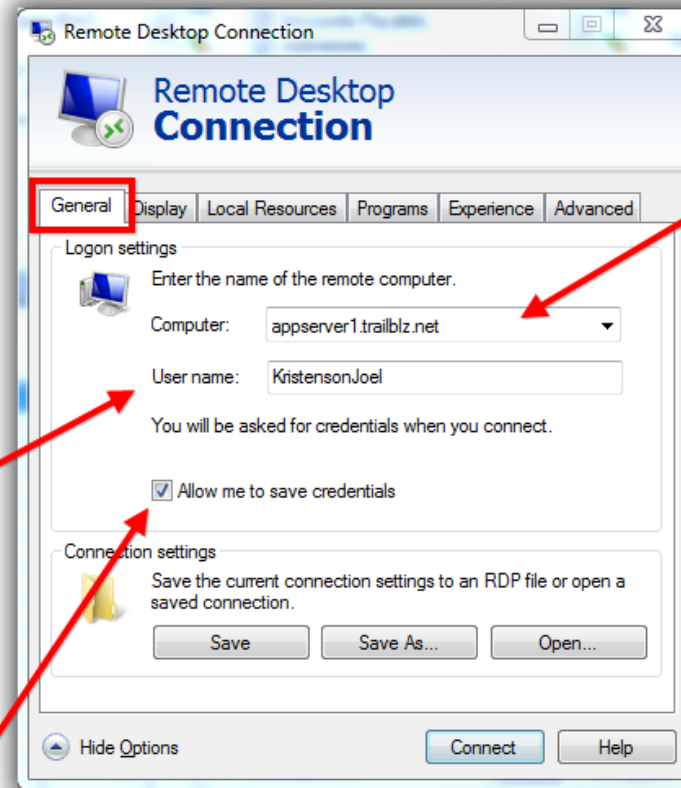 Remote Desktop Connection
Remote Desktop
Connection
General Display Local Resources Programs Experience Advanced
Logon settings
Enter the name of the remote computer.
Computer: appserver1.trailblz.net
User name: KristensonJoel
You will be asked for credentials when you connect.
Allow me to save credentials
Connection settings
Save the current connection settings to an RDP file or open a
saved connection.
Save Save As... Open...
Hide Options Connect Help